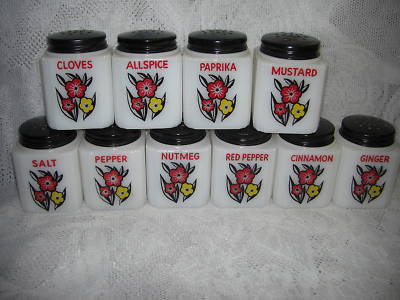 CLOVES
ALLSPICE
PAPRIKA
MUSTARD
SALT
PEPPER
NUTMEG
RED PEPPER
CINNAMON
GINGER